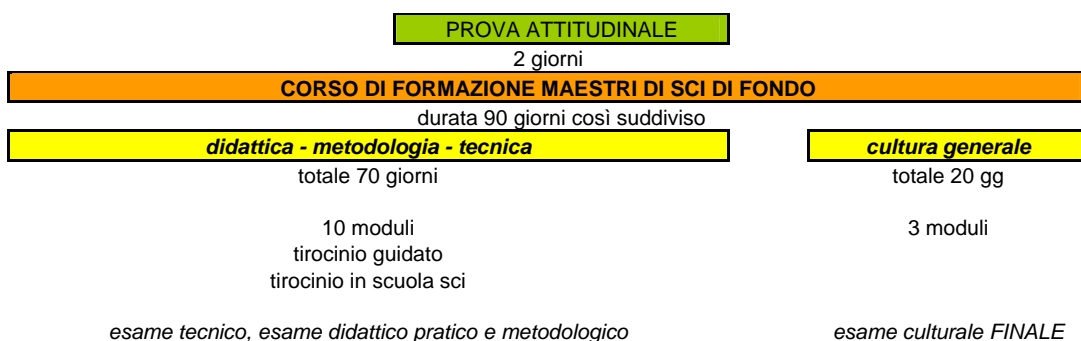 PROVA ATTITUDINALE
2 giorni
CORSO DI FORMAZIONE MAESTRI DI SCI DI FONDO
durata 90 giorni così suddiviso
didattica - metodologia - tecnica
cultura generale
totale 70 giorni
totale 20 gg
10 moduli
3 moduli
tirocinio guidato
tirocinio in scuola sci
esame tecnico, esame didattico pratico e metodologico
esame culturale FINALE